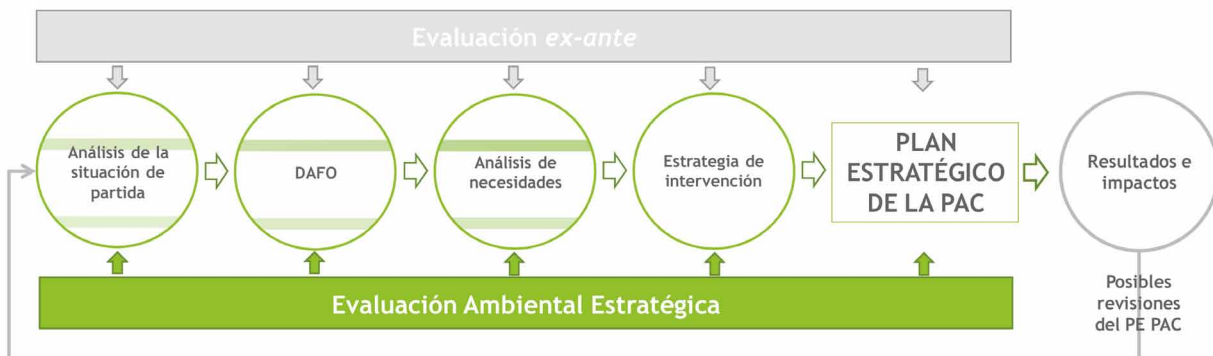 Evaluación ex-ante
Análisis de la
situación de
partida
DAFO
Análisis de
necesidades
Estrategia de
intervención
PLAN
ESTRATÉGICO
DE LA PAC
Resultados e
impactos
Evaluación Ambiental Estratégica
Posibles
revisiones
del PE PAC